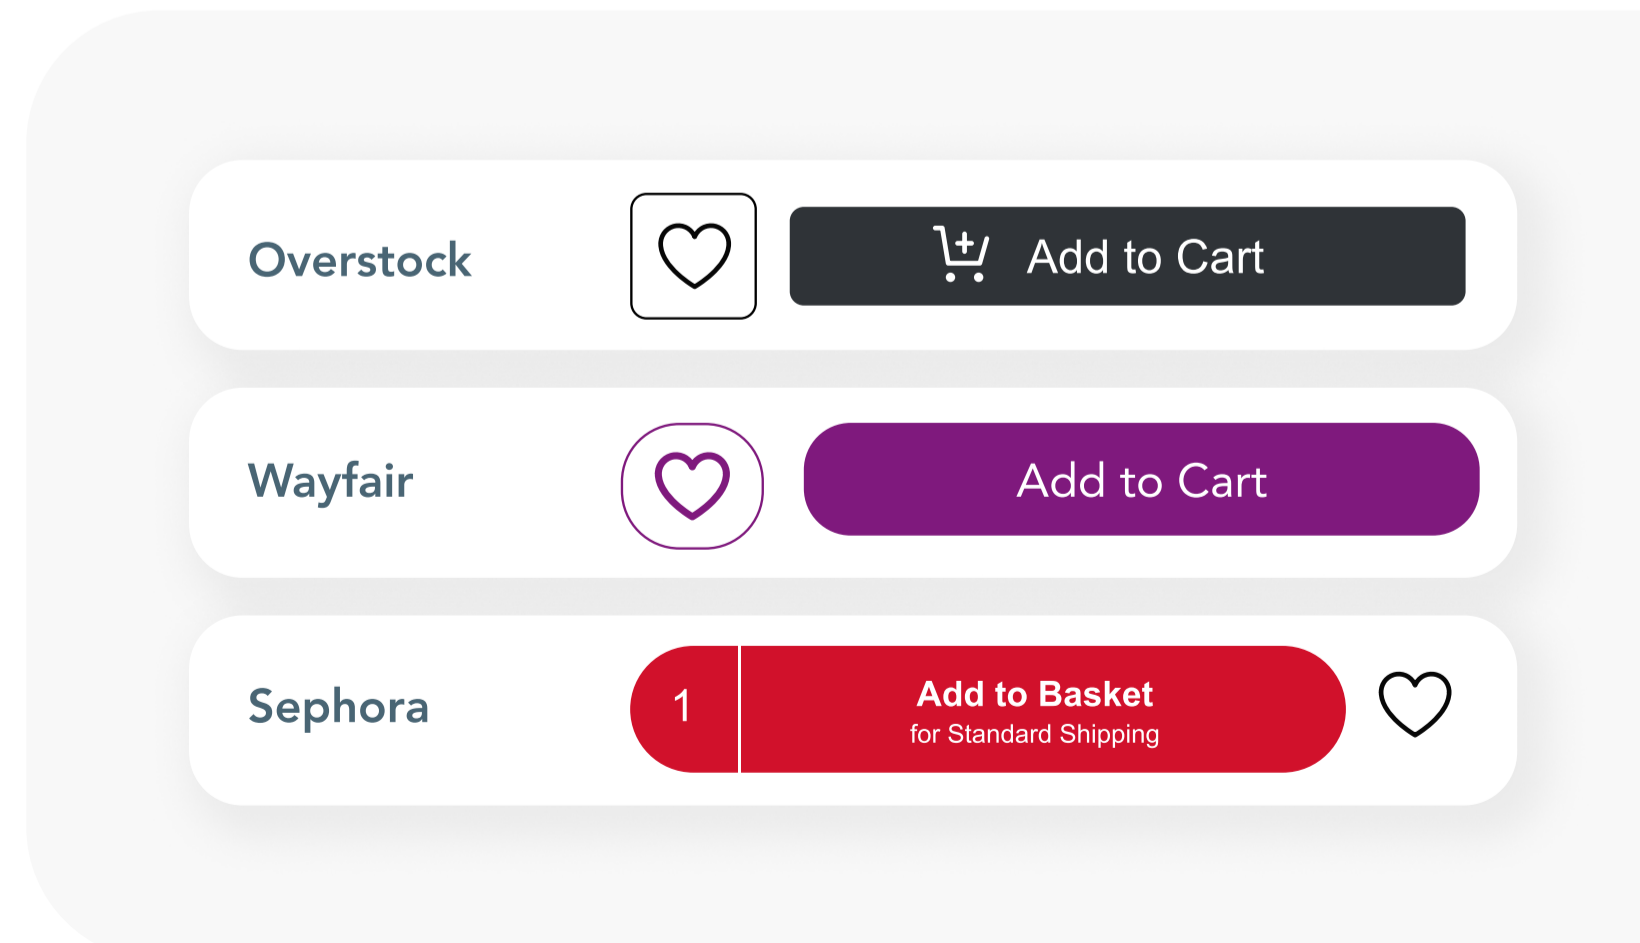 Overstock
Add to Cart
Wayfair
Add to Cart
Sephora
1
Add to Basket
for Standard Shipping